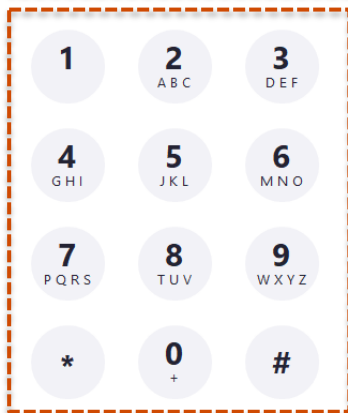 1 2 3
ABC DEF
4 5 6
GHI JKL MNO
7 8 9
PQRS TUV WXYZ
* 0 #
+